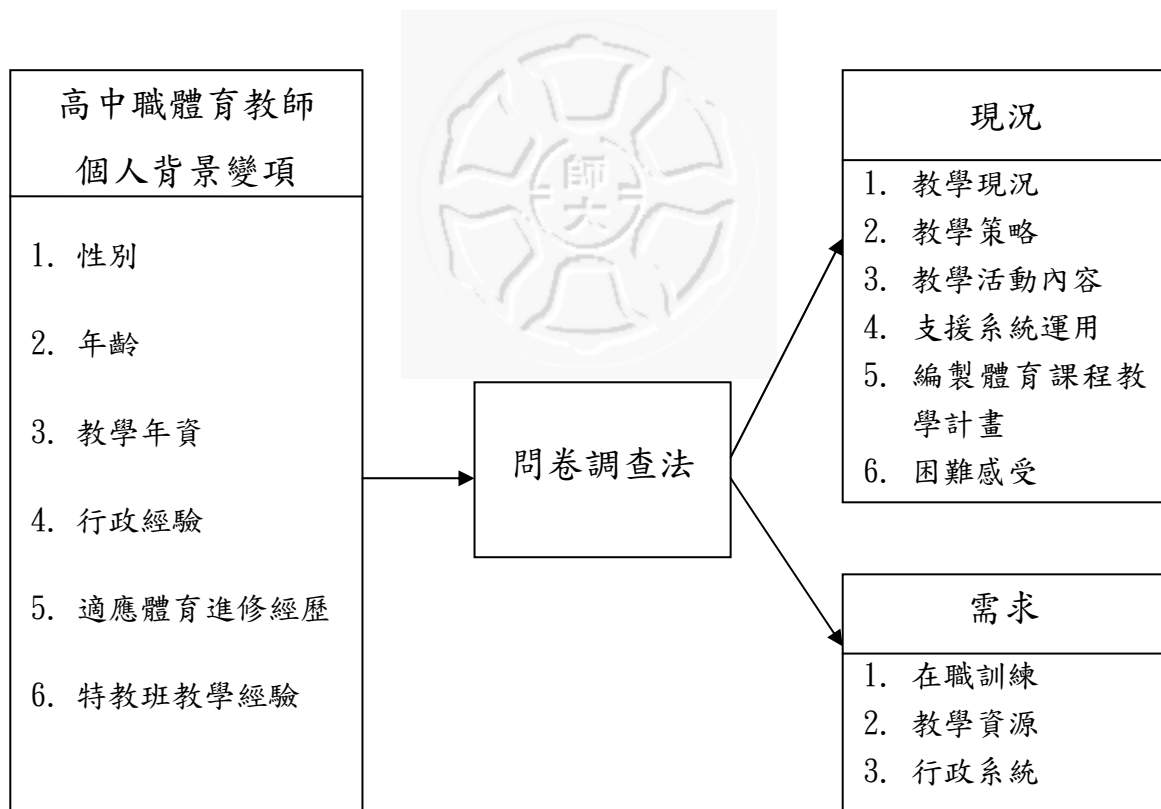 高中職體育教師
個人背景變項
1. 性別
2. 年齡
3. 教學年資
4. 行政經驗
5. 適應體育進修經歷
6. 特教班教學經驗
師
大
問卷調查法
現況
1. 教學現況
2. 教學策略
3. 教學活動內容
4. 支援系統運用
5. 編製體育課程教
學計畫
6. 困難感受
需求
1. 在職訓練
2. 教學資源
3. 行政系統